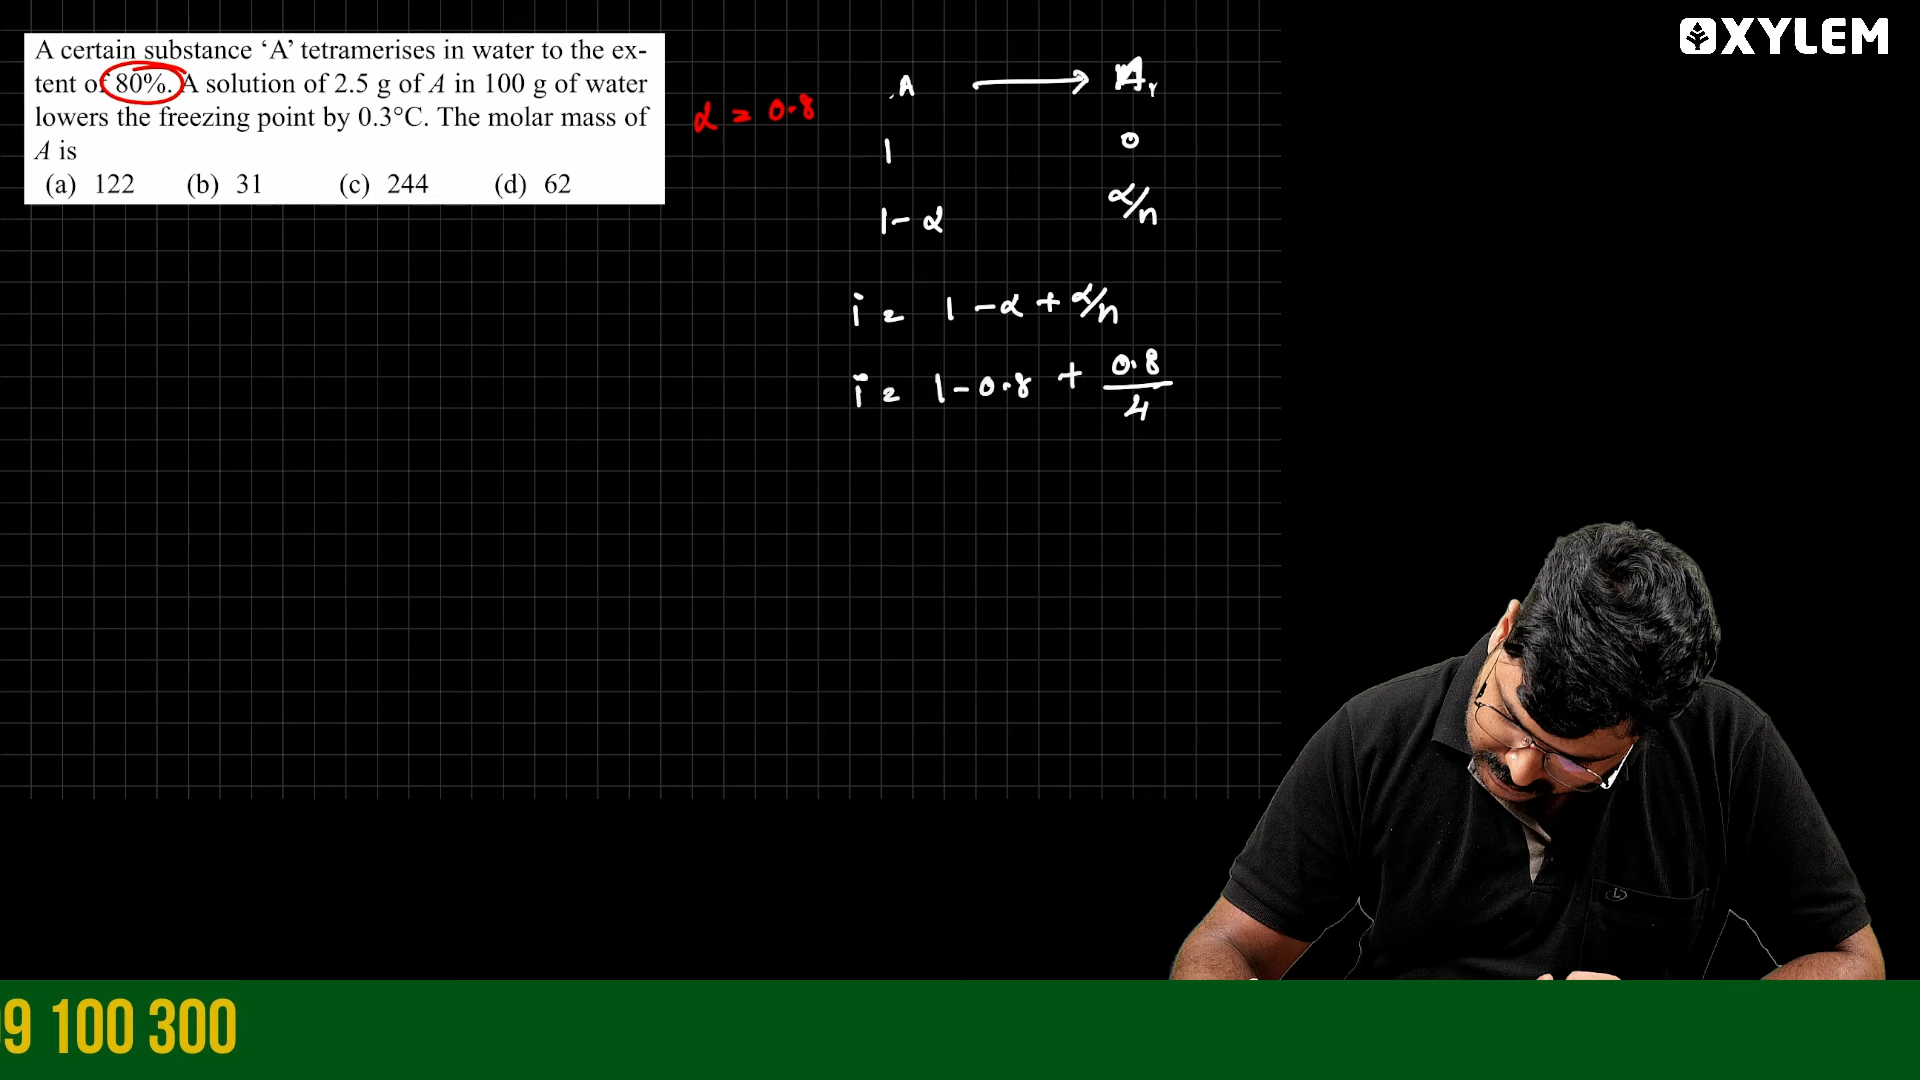 A certain substance ‘A’ tetramerises in water to the ex-
tent of 80%. A solution of 2.5 g of A in 100 g of water
lowers the freezing point by 0.3°C. The molar mass of
A is
(a) 122 (b) 31 (c) 244 (d) 62
α = 0.8
A ⟶ A₄
1 0
1-α α/n
i = 1-α + α/n
i = 1-0.8 + 0.8/4
XYLEM
9 100 300